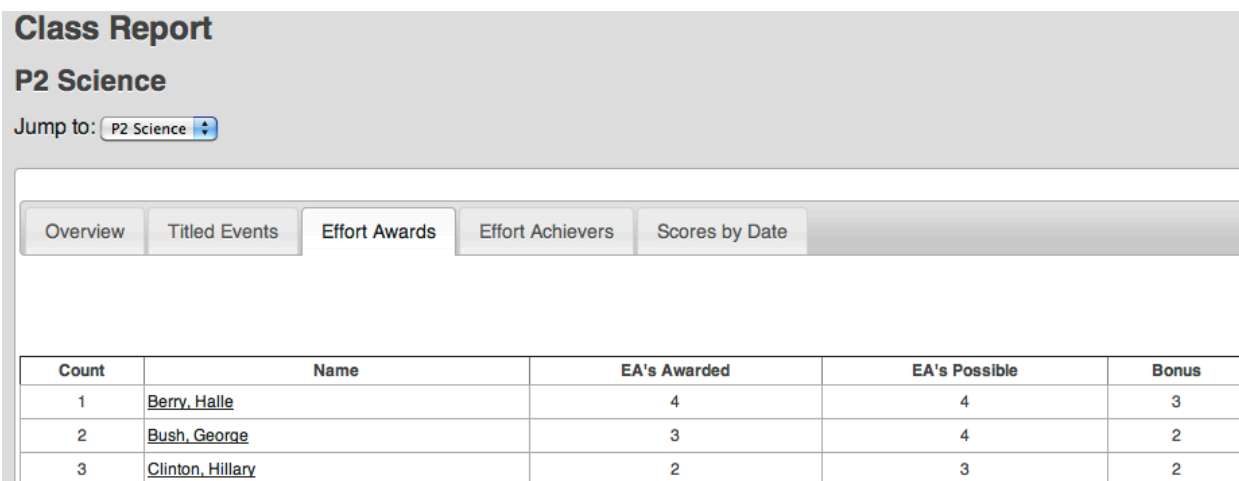 Class Report
P2 Science
Jump to: P2 Science
Overview Titled Events Effort Awards Effort Achievers Scores by Date
Count Name EA's Awarded EA's Possible Bonus
1 Berry, Halle 4 4 3
2 Bush, George 3 4 2
3 Clinton, Hillary 2 3 2